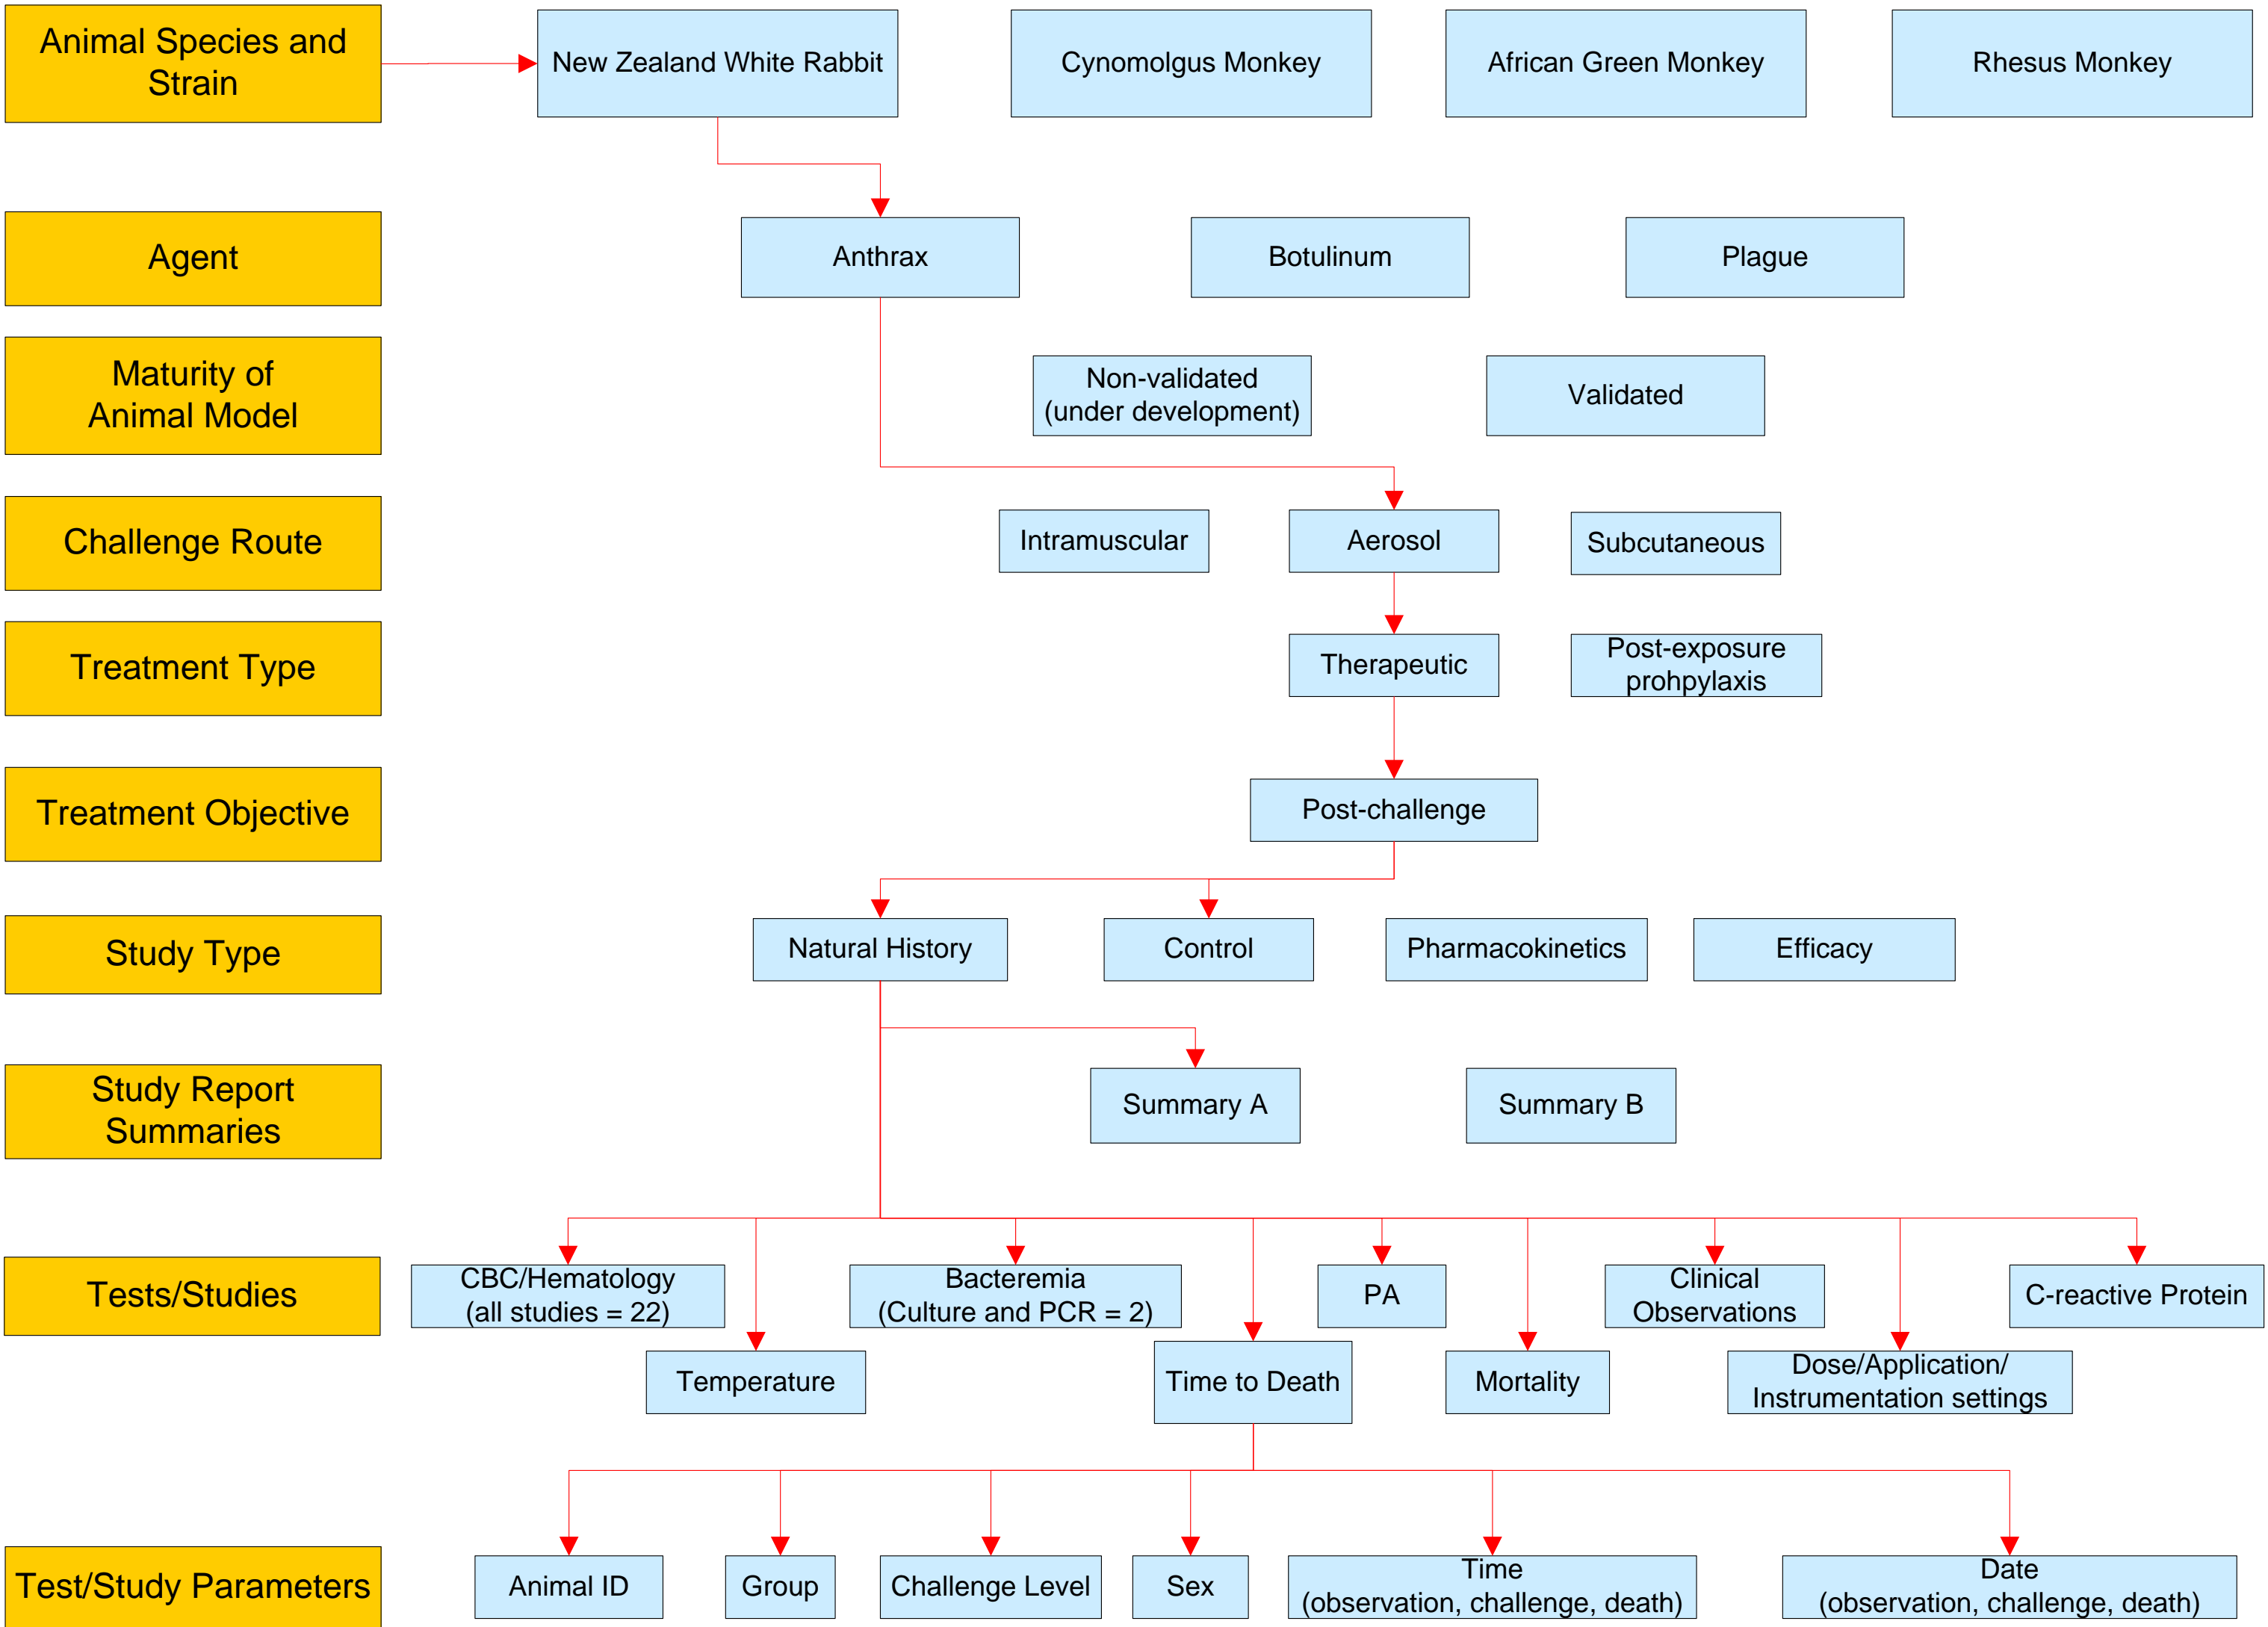 Animal Species and
Strain
New Zealand White Rabbit
Cynomolgus Monkey
African Green Monkey
Rhesus Monkey
Agent
Anthrax
Botulinum
Plague
Maturity of
Animal Model
Non-validated
(under development)
Validated
Challenge Route
Intramuscular
Aerosol
Subcutaneous
Treatment Type
Therapeutic
Post-exposure
prohpylaxis
Treatment Objective
Post-challenge
Study Type
Natural History
Control
Pharmacokinetics
Efficacy
Study Report
Summaries
Summary A
Summary B
Tests/Studies
CBC/Hematology
(all studies = 22)
Bacteremia
(Culture and PCR = 2)
PA
Clinical
Observations
C-reactive Protein
Temperature
Time to Death
Mortality
Dose/Application/
Instrumentation settings
Test/Study Parameters
Animal ID
Group
Challenge Level
Sex
Time
(observation, challenge, death)
Date
(observation, challenge, death)